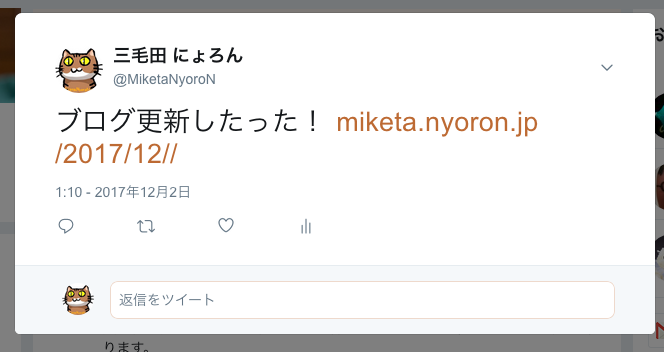 三毛田 にょろん
@MiketaNyoroN
ブログ更新したった！ miketa.nyoron.jp
/2017/12//
1:10 - 2017年12月2日
返信をツイート
ります。